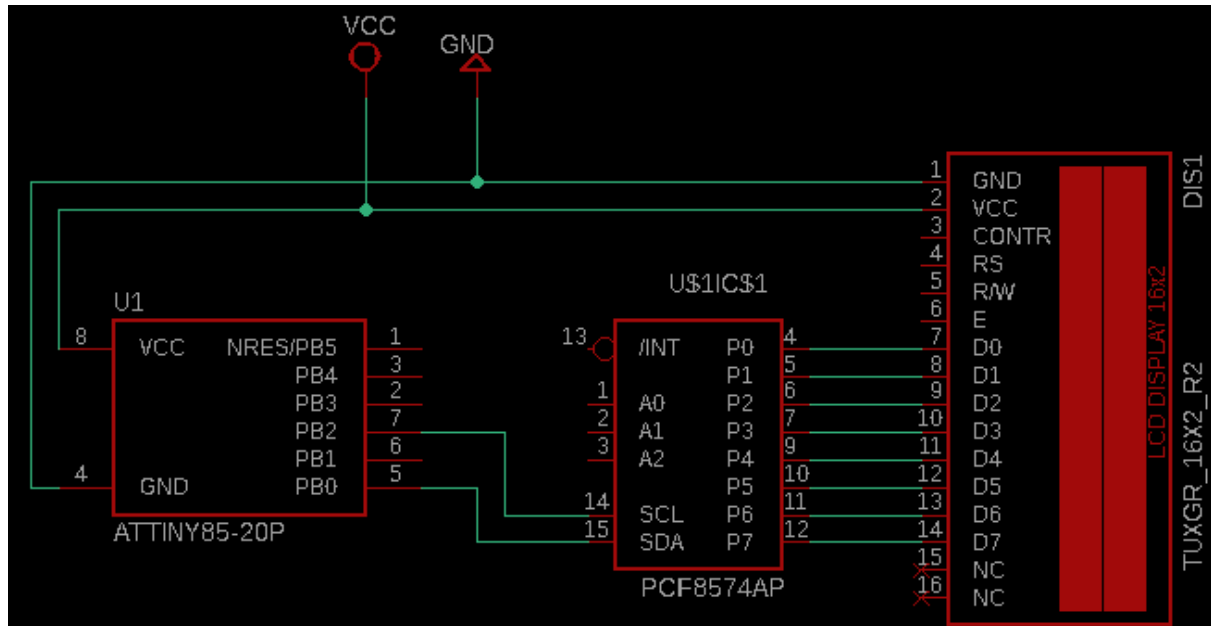 VCC
GND
U1
8 VCC NRES/PB5 1
PB4 3
PB3 2
PB2 7
PB1 6
4 GND PB0 5
ATTINY85-20P
U$1IC$1
13 /INT P0 4
P1 5
1 A0 P2 6
2 A1 P3 7
3 A2 P4 9
P5 10
14 SCL P6 11
15 SDA P7 12
PCF8574AP
1 GND
2 VCC
3 CONTR
4 RS
5 R/W
6 E
7 D0
8 D1
9 D2
10 D3
11 D4
12 D5
13 D6
14 D7
15 NC
16 NC
LCD DISPLAY 16x2
DIS1
TUXGR_16X2_R2